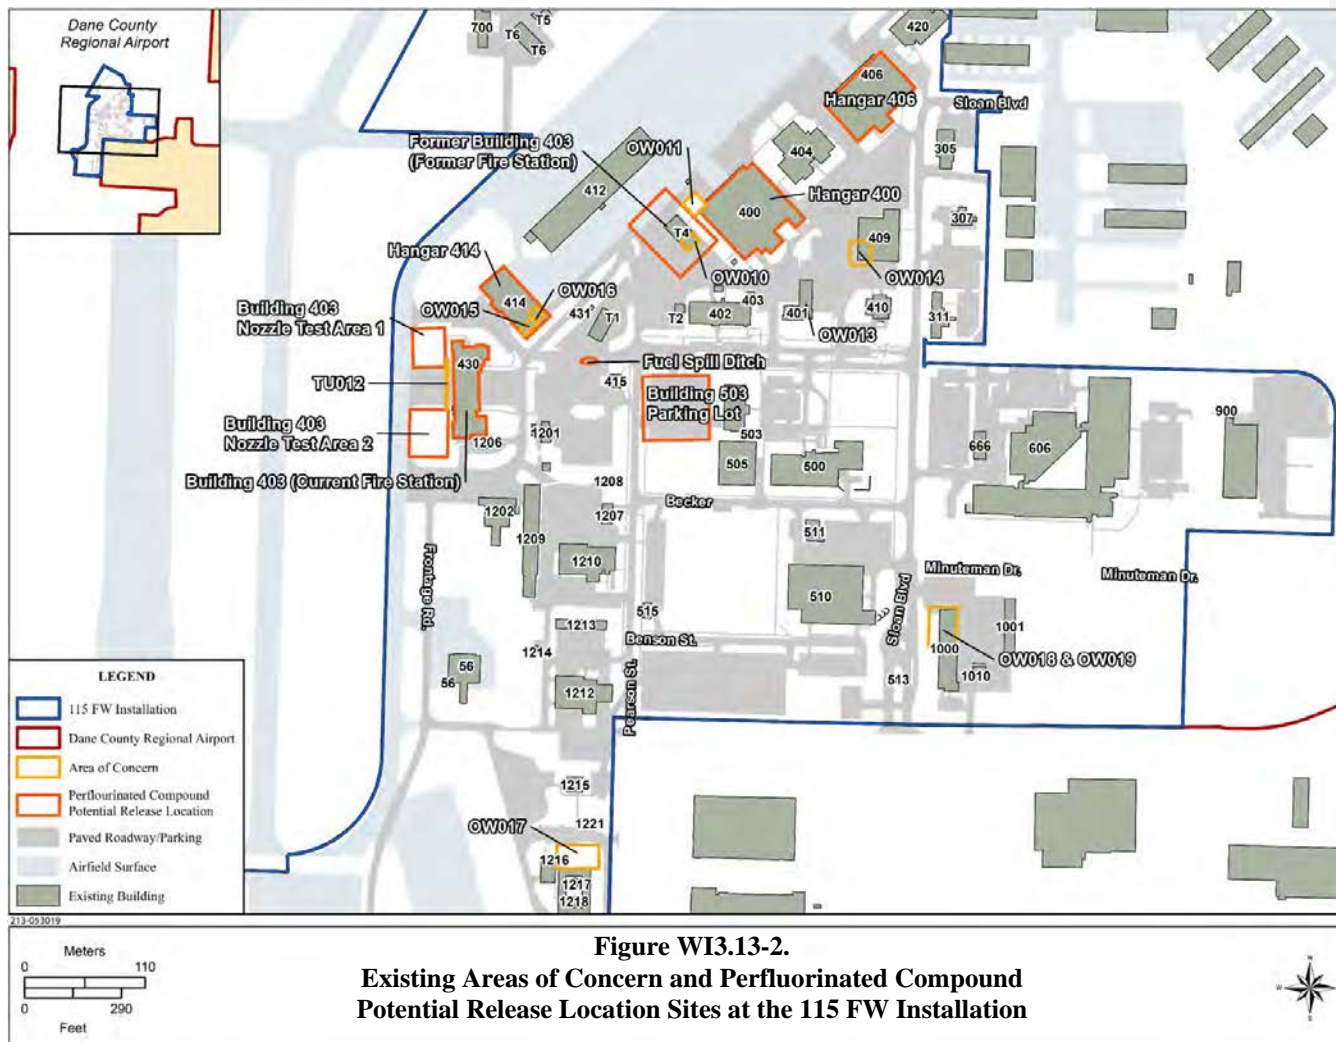 Dane County
Regional Airport
700
T5
T6
T6
420
406
Hangar 406
Sloan Blvd
Former Building 403
(Former Fire Station)
OW011
404
305
412
Hangar 400
400
307
T4
409
Hangar 414
OW010
OW014
414
OW016
OW015
431
T1
T2
402
403
401
410
311
OW013
Building 403
Nozzle Test Area 1
430
Fuel Spill Ditch
TU012
415
Building 503
Parking Lot
503
900
Building 403
Nozzle Test Area 2
1206
1201
505
500
666
606
Building 403 (Current Fire Station)
1208
Becker
1202
1207
1209
511
Frontage Rd.
1210
Minuteman Dr.
Minuteman Dr.
510
Sloan Blvd
515
1213
Benson St.
1214
1000
1001
OW018 & OW019
1010
56
56
1212
Pearson St.
513
1215
1221
OW017
1216
1217
1218
LEGEND
115 FW Installation
Dane County Regional Airport
Area of Concern
Perflourinated Compound
Potential Release Location
Paved Roadway/Parking
Airfield Surface
Existing Building
213-053019
Meters
0 110
0 290
Feet
Figure WI3.13-2.
Existing Areas of Concern and Perfluorinated Compound
Potential Release Location Sites at the 115 FW Installation
N
W
S